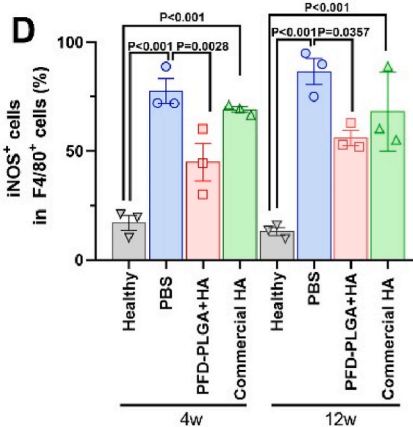 D
P<0.001
P<0.001
P<0.001 P=0.0028
P<0.001 P=0.0357
iNOS⁺ cells
in F4/80⁺ cells (%)
100
50
0
Healthy
PBS
PFD-PLGA+HA
Commercial HA
Healthy
PBS
PFD-PLGA+HA
Commercial HA
4w
12w